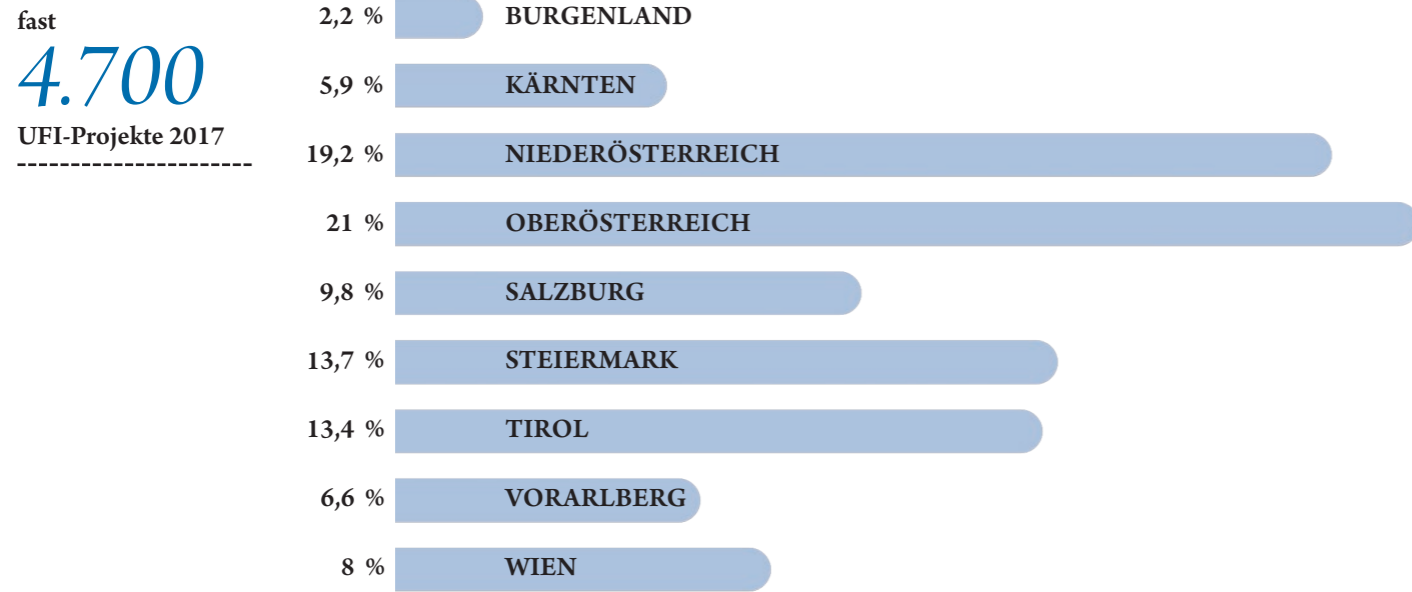 fast
4.700
UFI-Projekte 2017
2,2 % BURGENLAND
5,9 % KÄRNTEN
19,2 % NIEDERÖSTERREICH
21 % OBERÖSTERREICH
9,8 % SALZBURG
13,7 % STEIERMARK
13,4 % TIROL
6,6 % VORARLBERG
8 % WIEN